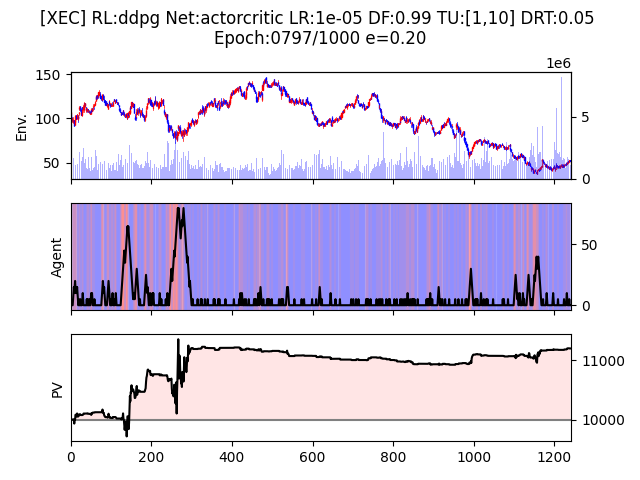 [XEC] RL:ddpg Net:actorcritic LR:1e-05 DF:0.99 TU:[1,10] DRT:0.05
Epoch:0797/1000 e=0.20
1e6
150
100
50
Env.
5
0
Agent
50
0
PV
11000
10000
0 200 400 600 800 1000 1200